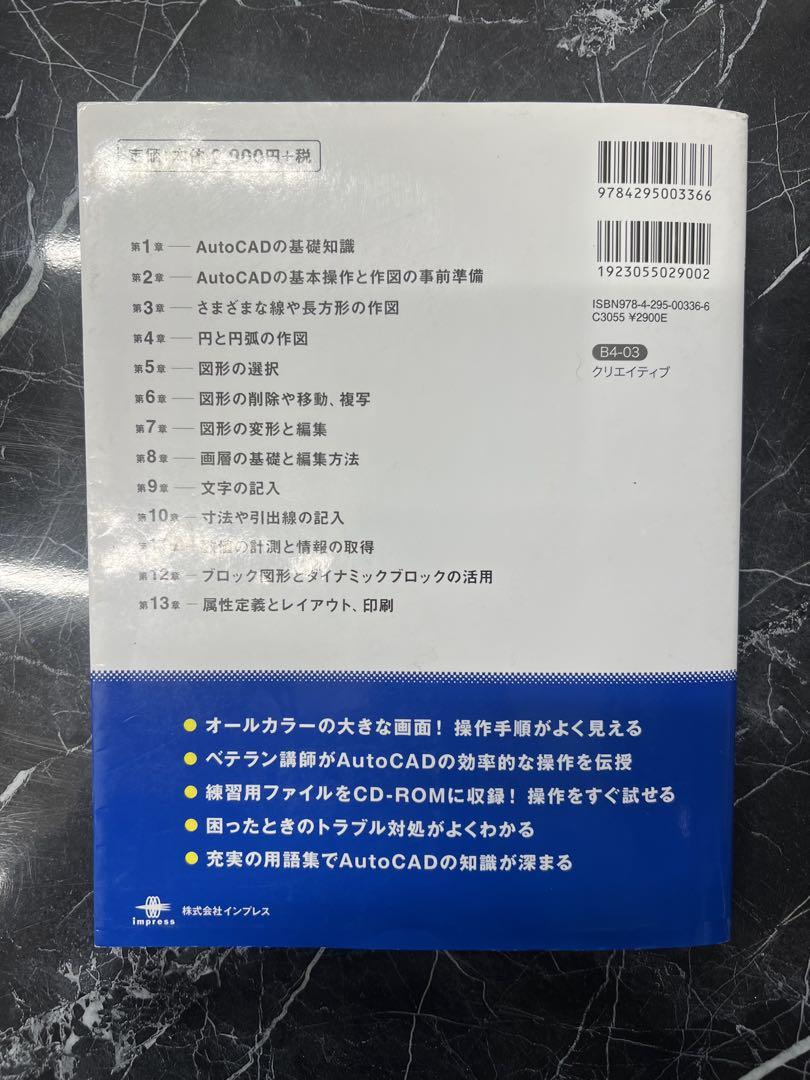 定価：本体2,900円+税
9784295003366
1923055029002
ISBN978-4-295-00336-6
C3055 ¥2900E
B4-03
クリエイティブ
第1章 — AutoCADの基礎知識
第2章 — AutoCADの基本操作と作図の事前準備
第3章 — さまざまな線や長方形の作図
第4章 — 円と円弧の作図
第5章 — 図形の選択
第6章 — 図形の削除や移動、複写
第7章 — 図形の変形と編集
第8章 — 画層の基礎と編集方法
第9章 — 文字の記入
第10章 — 寸法や引出線の記入
の計測と情報の取得
第12章 — ブロック図形とダイナミックブロックの活用
第13章 — 属性定義とレイアウト、印刷
● オールカラーの大きな画面！ 操作手順がよく見える
● ベテラン講師がAutoCADの効率的な操作を伝授
● 練習用ファイルをCD-ROMに収録！ 操作をすぐ試せる
● 困ったときのトラブル対処がよくわかる
● 充実の用語集でAutoCADの知識が深まる
impress 株式会社インプレス